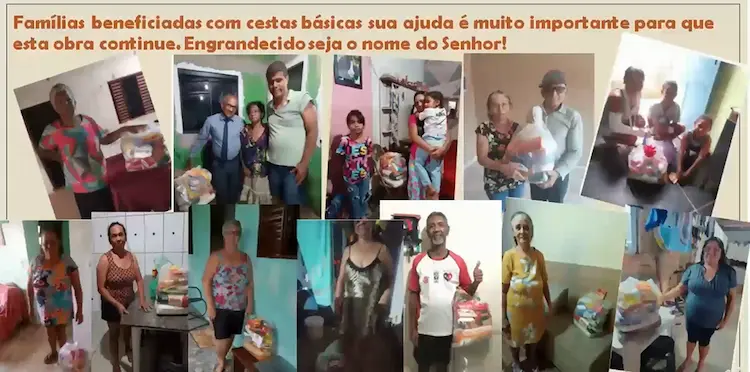 Famílias beneficiadas com cestas básicas sua ajuda é muito importante para que
esta obra continue. Engrandecido seja o nome do Senhor!